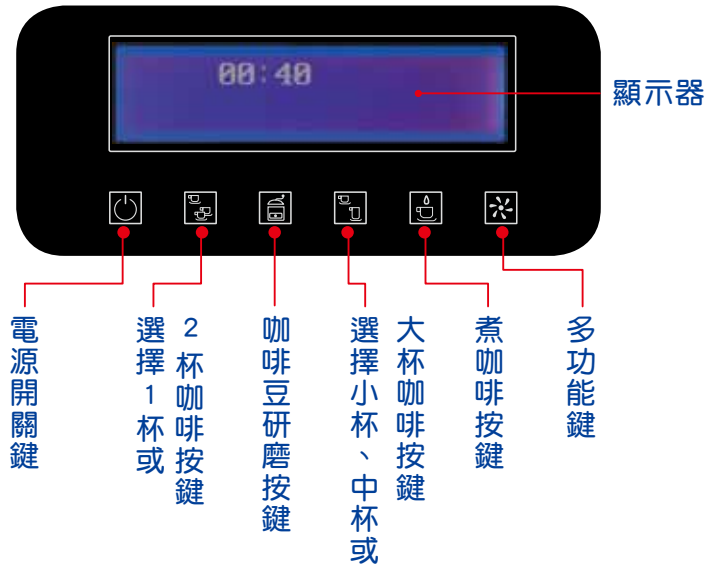 00:40
顯示器
電源開關鍵
選擇1杯或
2杯咖啡按鍵
咖啡豆研磨按鍵
選擇小杯、中杯或
大杯咖啡按鍵
煮咖啡按鍵
多功能鍵